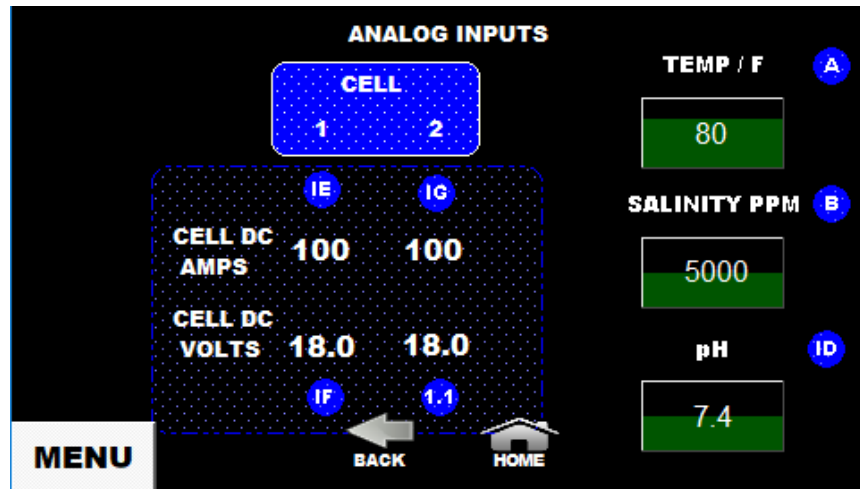 ANALOG INPUTS
CELL
1 2
IE IG
CELL DC
AMPS
100 100
CELL DC
VOLTS
18.0 18.0
IF 1.1
BACK
HOME
MENU
TEMP / F A
80
SALINITY PPM B
5000
pH ID
7.4